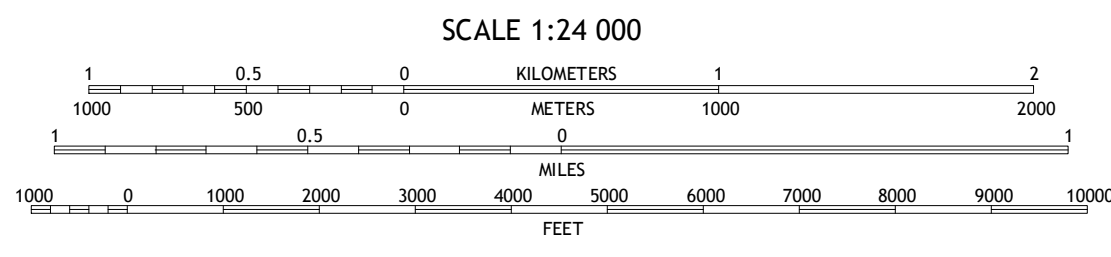 SCALE 1:24 000
1 0.5 0 KILOMETERS 1 2
1000 500 0 METERS 1000 2000
1 0.5 0 1
MILES
1000 0 1000 2000 3000 4000 5000 6000 7000 8000 9000 10000
FEET